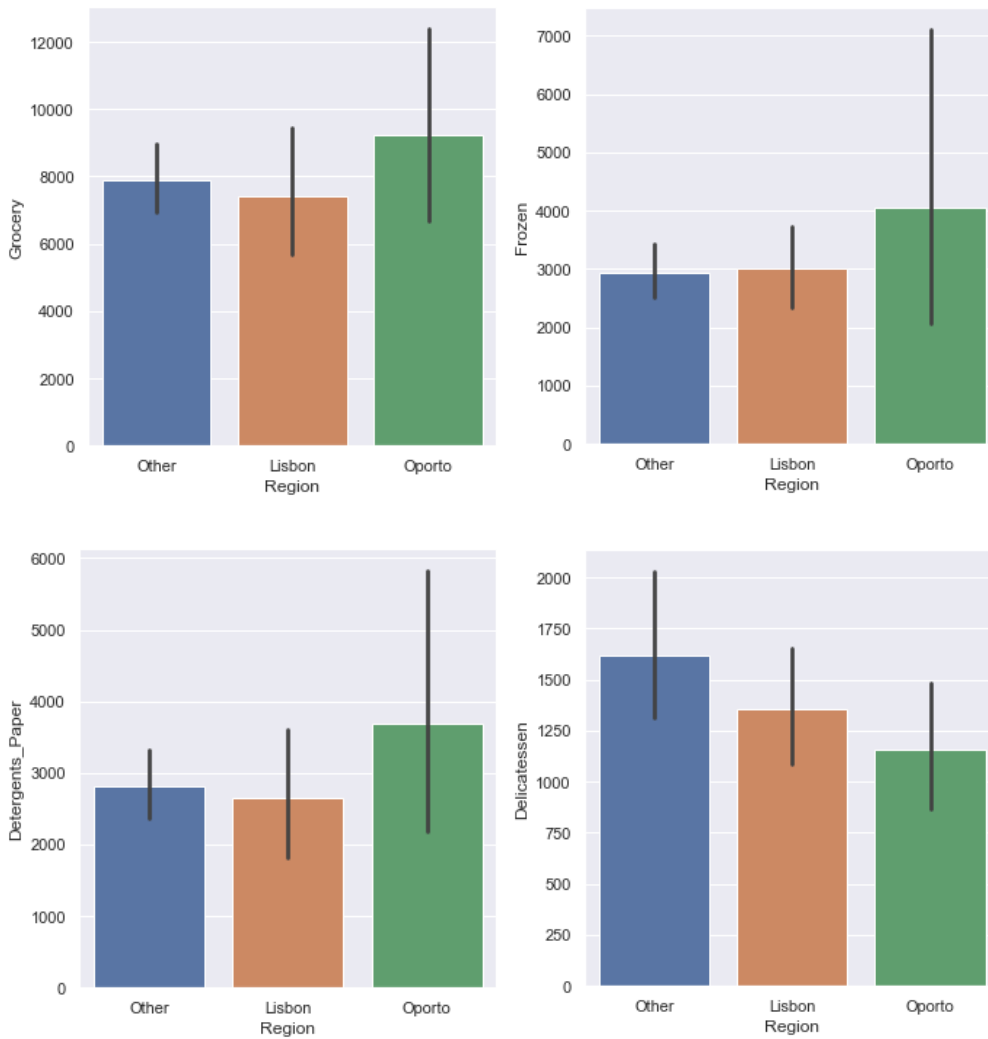 12000
10000
8000
6000
4000
2000
0
Grocery
Other Lisbon Oporto
Region
7000
6000
5000
4000
3000
2000
1000
0
Frozen
Other Lisbon Oporto
Region
6000
5000
4000
3000
2000
1000
0
Detergents_Paper
Other Lisbon Oporto
Region
2000
1750
1500
1250
1000
750
500
250
0
Delicatessen
Other Lisbon Oporto
Region